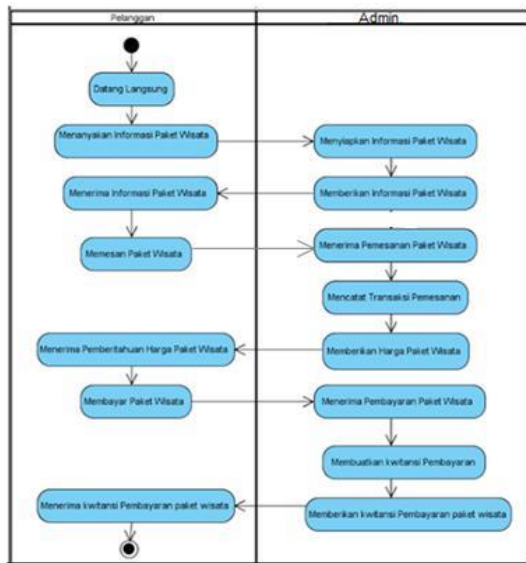 Pelanggan
Admin
Datang Langsung
Menanyakan Informasi Paket Wisata
Menyiapkan Informasi Paket Wisata
Menerima Informasi Paket Wisata
Memberikan Informasi Paket Wisata
Memesan Paket Wisata
Menerima Pemesanan Paket Wisata
Mencatat Transaksi Pemesanan
Menerima Pemberitahuan Harga Paket Wisata
Memberikan Harga Paket Wisata
Membayar Paket Wisata
Menerima Pembayaran Paket Wisata
Membuatkan kwitansi Pembayaran
Menerima kwitansi Pembayaran paket wisata
Memberikan kwitansi Pembayaran paket wisata